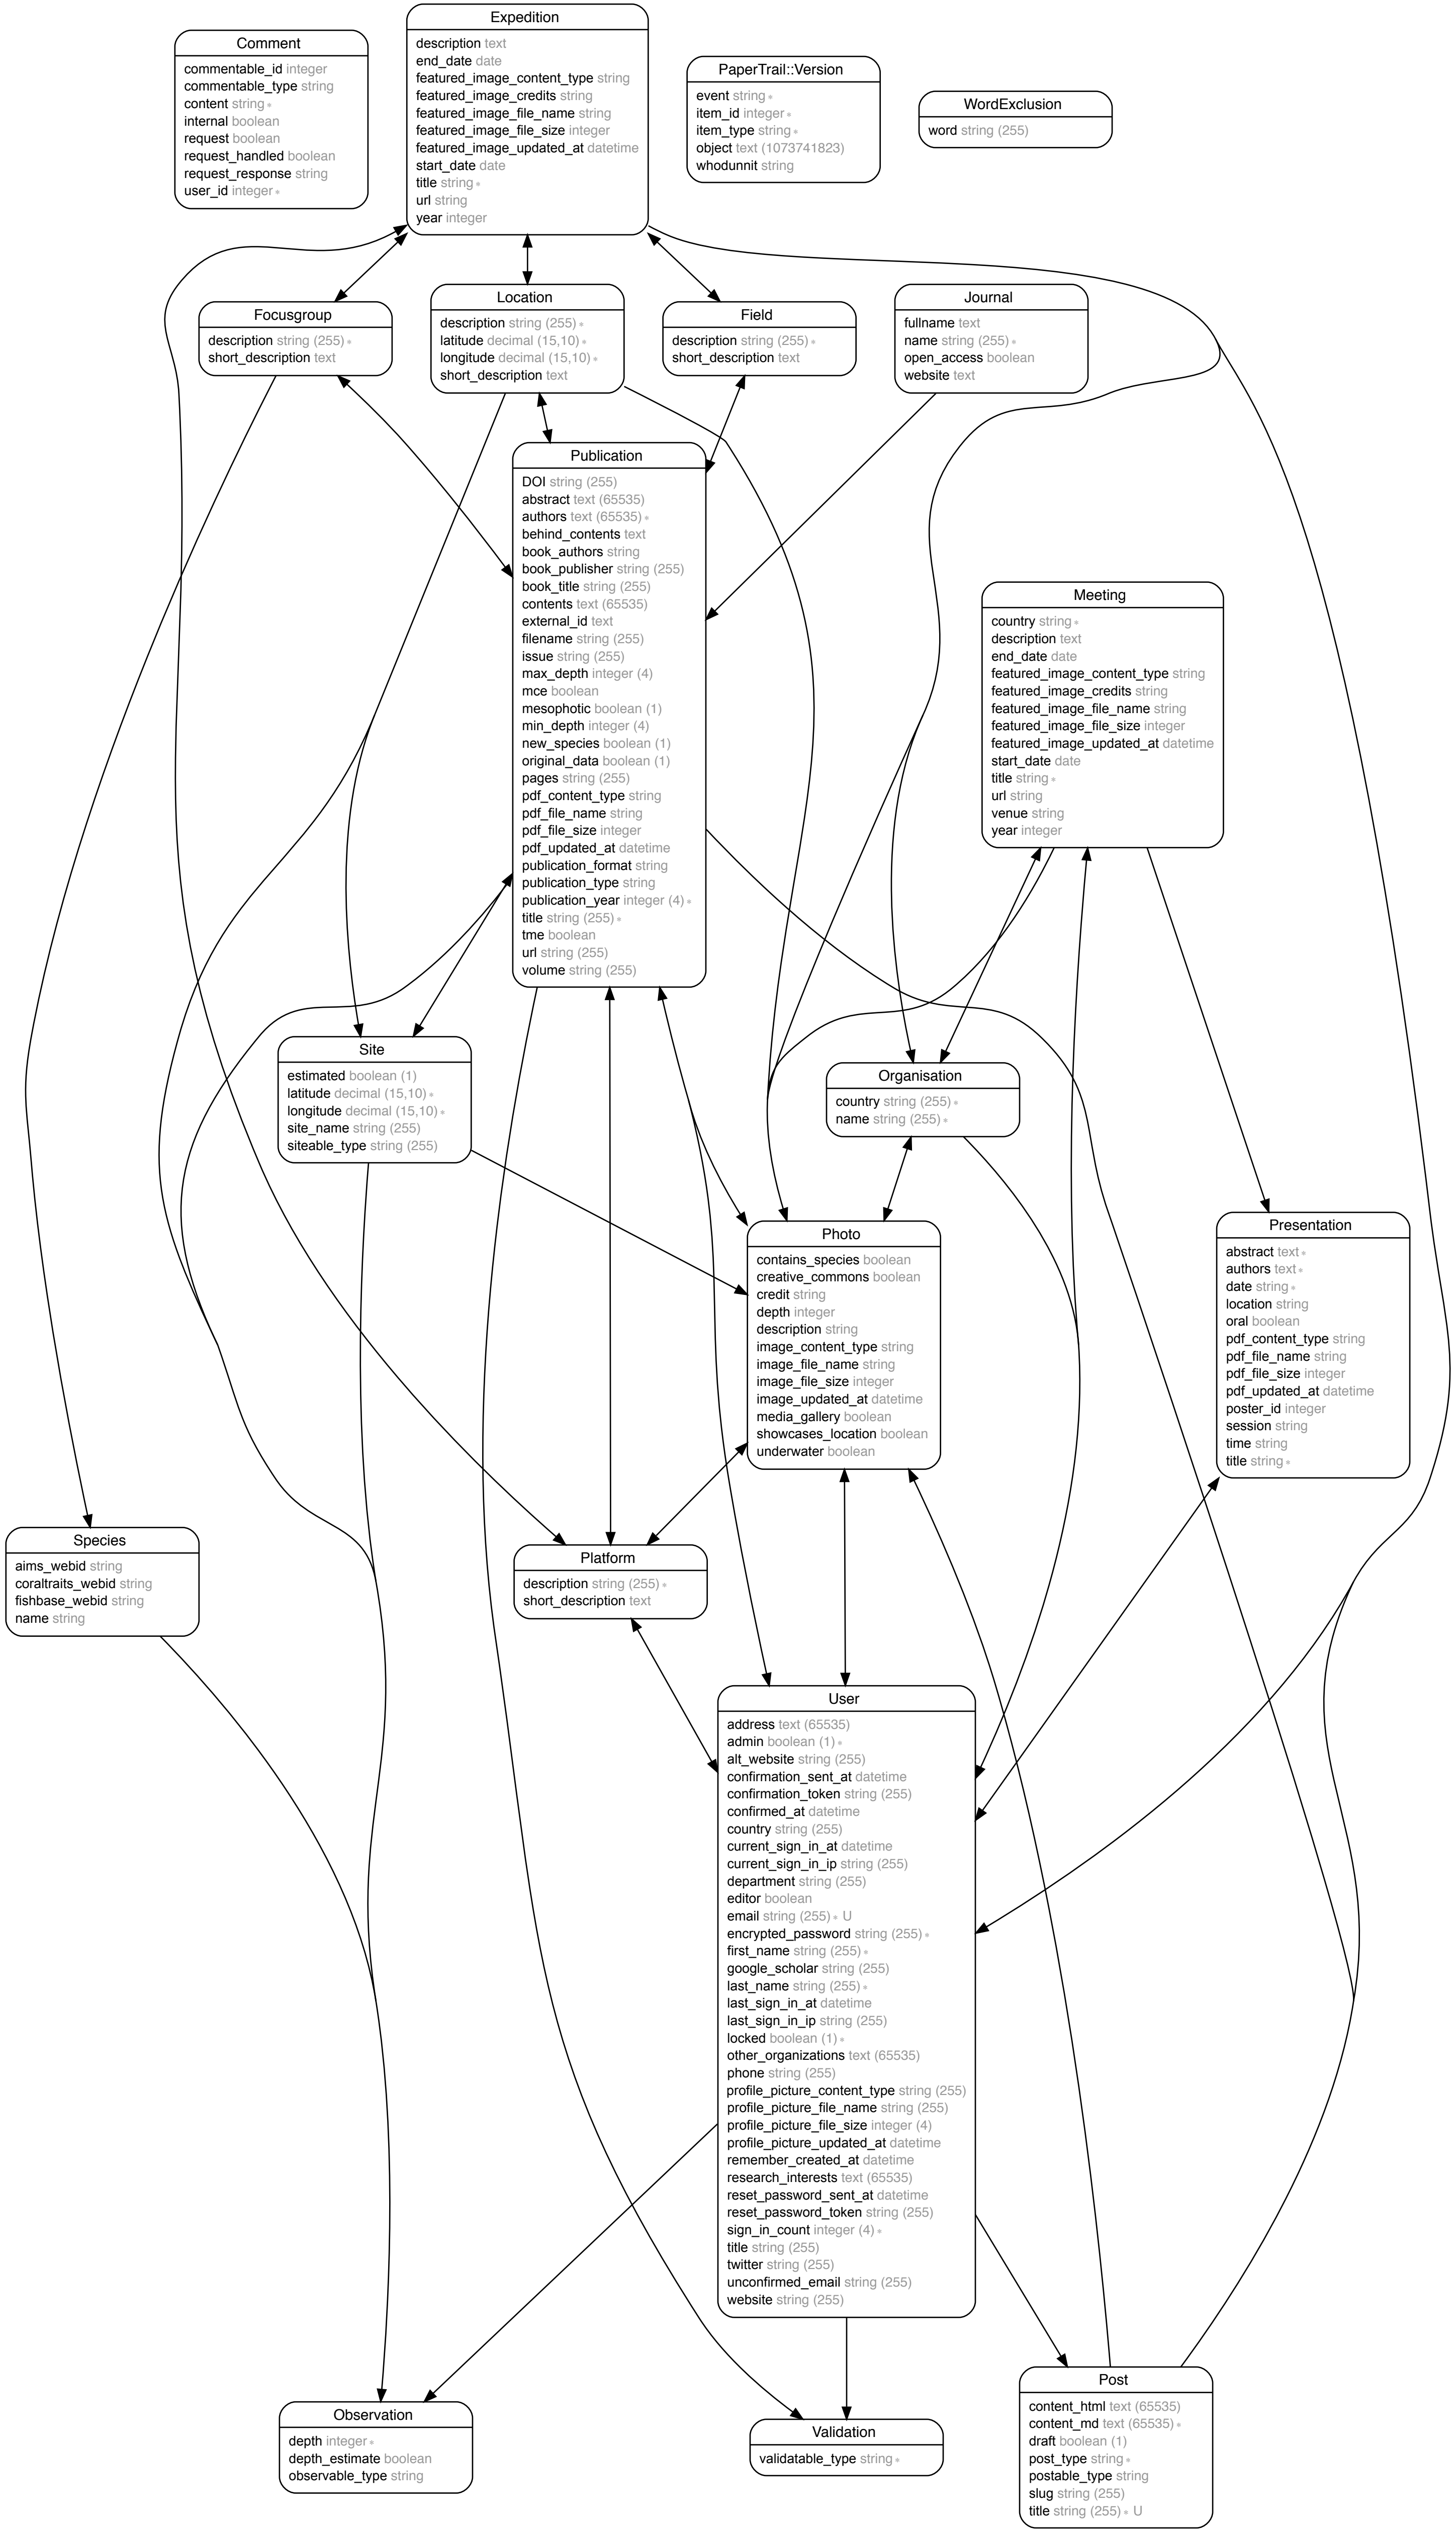 Expedition
description text
end_date date
featured_image_content_type string
featured_image_credits string
featured_image_file_name string
featured_image_file_size integer
featured_image_updated_at datetime
start_date date
title string *
url string
year integer
Comment
commentable_id integer
commentable_type string
content string *
internal boolean
request boolean
request_handled boolean
request_response string
user_id integer *
PaperTrail::Version
event string *
item_id integer *
item_type string *
object text (1073741823)
whodunnit string
WordExclusion
word string (255)
Focusgroup
description string (255) *
short_description text
Location
description string (255) *
latitude decimal (15,10) *
longitude decimal (15,10) *
short_description text
Field
description string (255) *
short_description text
Journal
fullname text
name string (255) *
open_access boolean
website text
Publication
DOI string (255)
abstract text (65535)
authors text (65535) *
behind_contents text
book_authors string
book_publisher string (255)
book_title string (255)
contents text (65535)
external_id text
filename string (255)
issue string (255)
max_depth integer (4)
mce boolean
mesophotic boolean (1)
min_depth integer (4)
new_species boolean (1)
original_data boolean (1)
pages string (255)
pdf_content_type string
pdf_file_name string
pdf_file_size integer
pdf_updated_at datetime
publication_format string
publication_type string
publication_year integer (4) *
title string (255) *
tme boolean
url string (255)
volume string (255)
Meeting
country string *
description text
end_date date
featured_image_content_type string
featured_image_credits string
featured_image_file_name string
featured_image_file_size integer
featured_image_updated_at datetime
start_date date
title string *
url string
venue string
year integer
Site
estimated boolean (1)
latitude decimal (15,10) *
longitude decimal (15,10) *
site_name string (255)
siteable_type string (255)
Organisation
country string (255) *
name string (255) *
Photo
contains_species boolean
creative_commons boolean
credit string
depth integer
description string
image_content_type string
image_file_name string
image_file_size integer
image_updated_at datetime
media_gallery boolean
showcases_location boolean
underwater boolean
Presentation
abstract text *
authors text *
date string *
location string
oral boolean
pdf_content_type string
pdf_file_name string
pdf_file_size integer
pdf_updated_at datetime
poster_id integer
session string
time string
title string *
Species
aims_webid string
coraltraits_webid string
fishbase_webid string
name string
Platform
description string (255) *
short_description text
User
address text (65535)
admin boolean (1) *
alt_website string (255)
confirmation_sent_at datetime
confirmation_token string (255)
confirmed_at datetime
country string (255)
current_sign_in_at datetime
current_sign_in_ip string (255)
department string (255)
editor boolean
email string (255) * U
encrypted_password string (255) *
first_name string (255) *
google_scholar string (255)
last_name string (255) *
last_sign_in_at datetime
last_sign_in_ip string (255)
locked boolean (1) *
other_organizations text (65535)
phone string (255)
profile_picture_content_type string (255)
profile_picture_file_name string (255)
profile_picture_file_size integer (4)
profile_picture_updated_at datetime
remember_created_at datetime
research_interests text (65535)
reset_password_sent_at datetime
reset_password_token string (255)
sign_in_count integer (4) *
title string (255)
twitter string (255)
unconfirmed_email string (255)
website string (255)
Observation
depth integer *
depth_estimate boolean
observable_type string
Validation
validatable_type string *
Post
content_html text (65535)
content_md text (65535) *
draft boolean (1)
post_type string *
postable_type string
slug string (255)
title string (255) * U